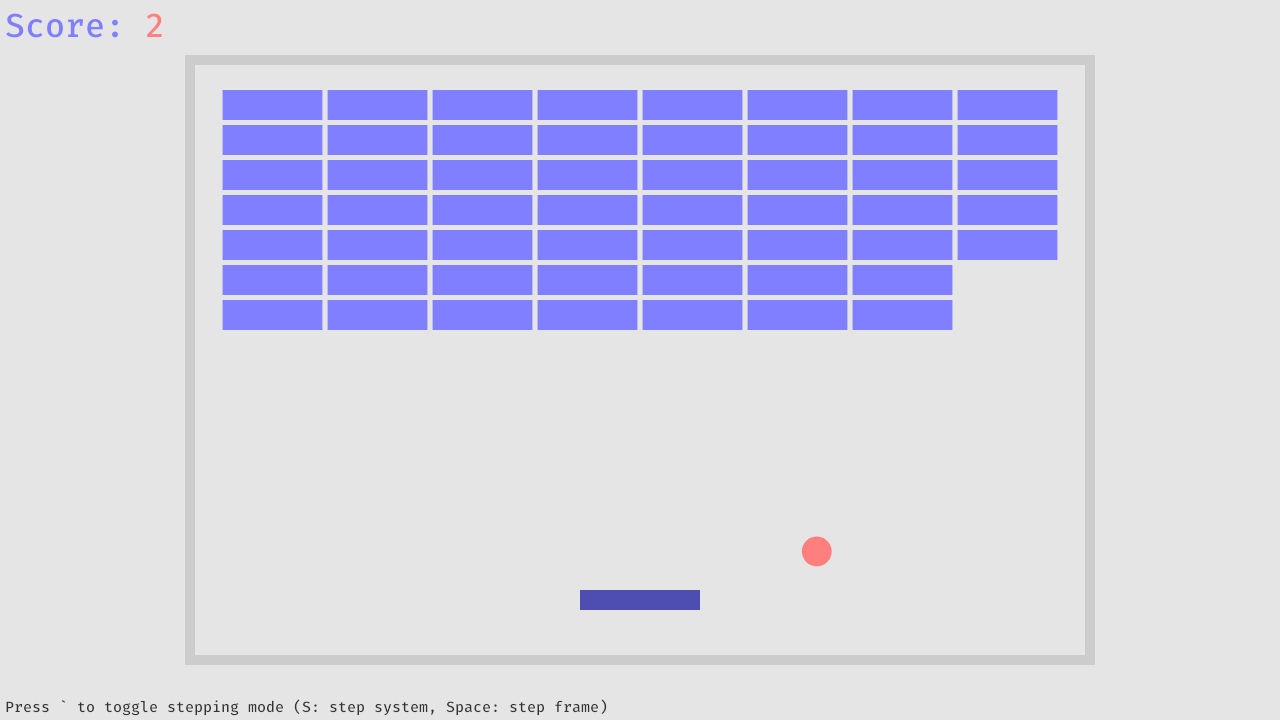 Score: 2
Press ` to toggle stepping mode (S: step system, Space: step frame)